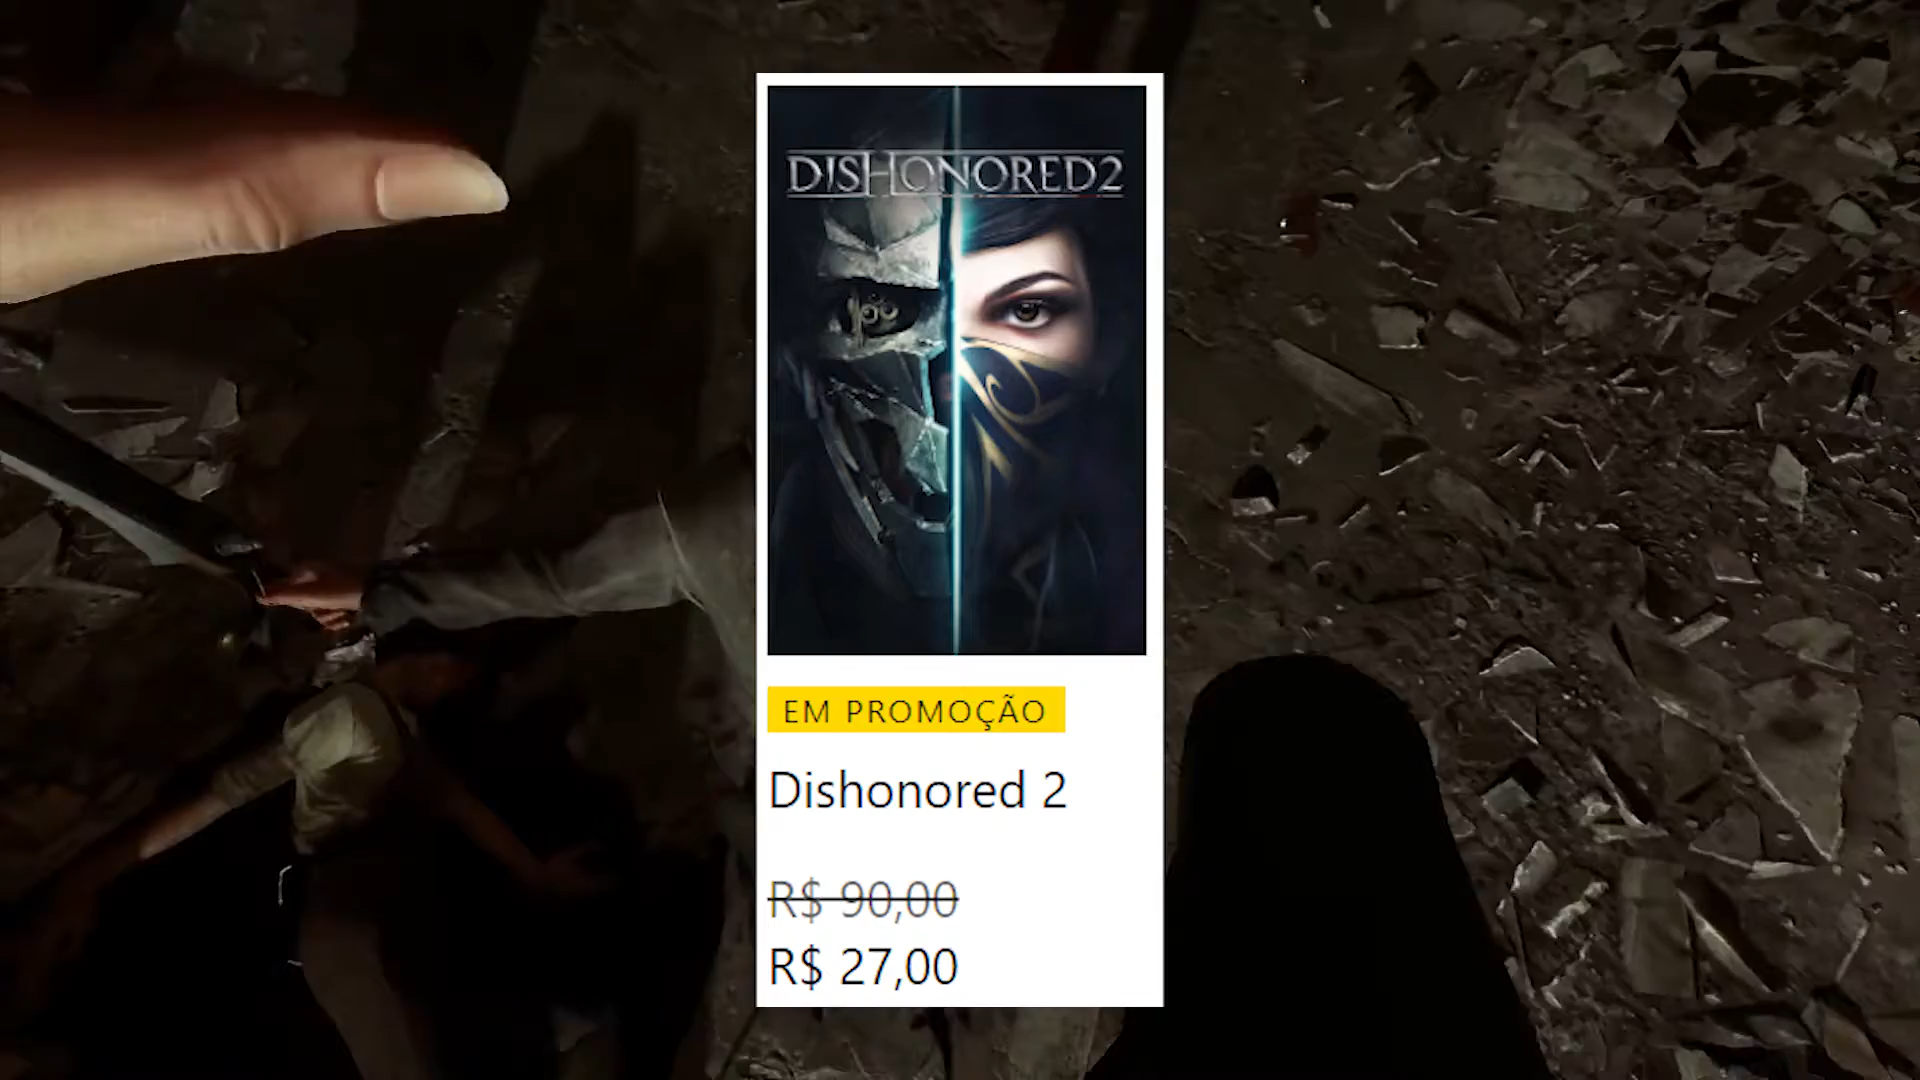 DISHONORED2
EM PROMOÇÃO
Dishonored 2
R$ 90,00
R$ 27,00